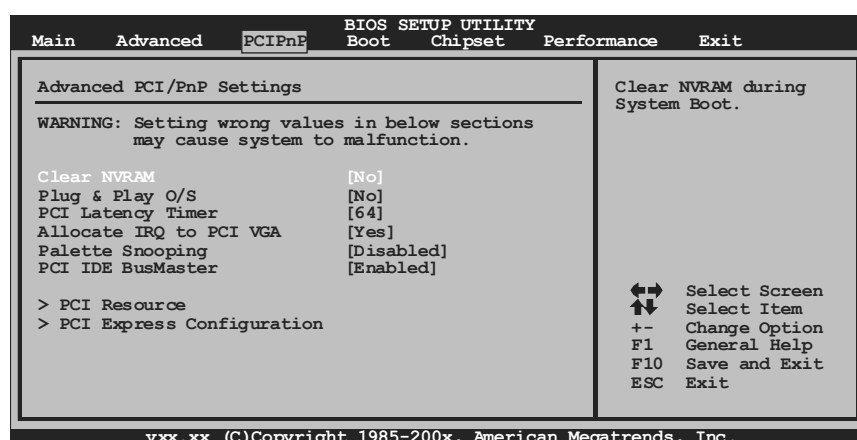 BIOS SETUP UTILITY
Main Advanced PCIPnP Boot Chipset Performance Exit
Advanced PCI/PnP Settings
WARNING: Setting wrong values in below sections
may cause system to malfunction.
Clear NVRAM [No]
Plug & Play O/S [No]
PCI Latency Timer [64]
Allocate IRQ to PCI VGA [Yes]
Palette Snooping [Disabled]
PCI IDE BusMaster [Enabled]
> PCI Resource
> PCI Express Configuration
Clear NVRAM during
System Boot.
Select Screen
Select Item
+- Change Option
F1 General Help
F10 Save and Exit
ESC Exit
vxx.xx (C)Copyright 1985-200x, American Megatrends, Inc.